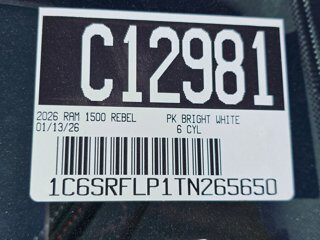 C12981
2026 RAM 1500 REBEL PK BRIGHT WHITE
01/13/26 6 CYL
1C6SRFLP1TN265650